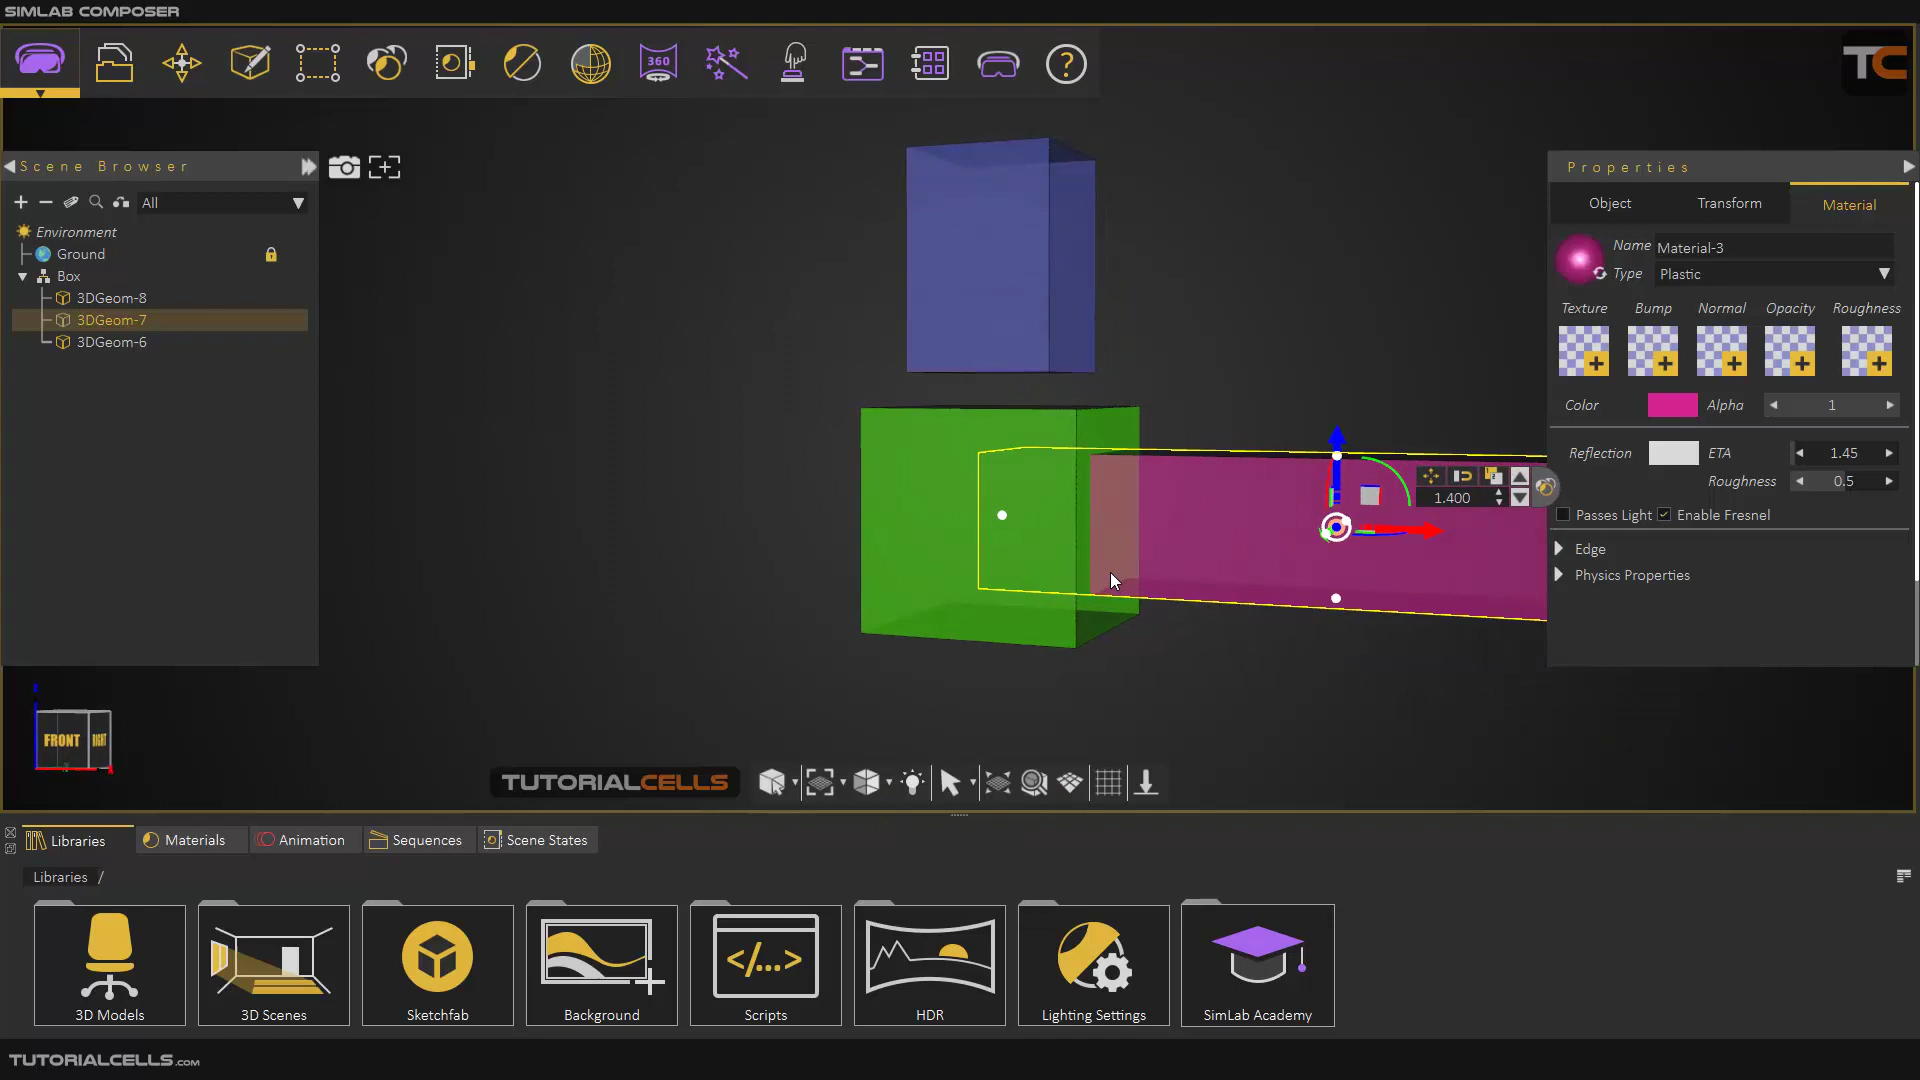 SIMLAB COMPOSER
360
?
TC
Scene Browser
All
Environment
Ground
Box
3DGeom-8
3DGeom-7
3DGeom-6
Properties
Object Transform Material
Name Material-3
Type Plastic
Texture Bump Normal Opacity Roughness
Color Alpha 1
Reflection ETA 1.45
Roughness 0.5
Passes Light Enable Fresnel
Edge
Physics Properties
1.400
FRONT RIGHT
TUTORIALCELLS
Libraries Materials Animation Sequences Scene States
Libraries /
</...>
3D Models 3D Scenes Sketchfab Background Scripts HDR Lighting Settings SimLab Academy
TUTORIALCELLS.COM